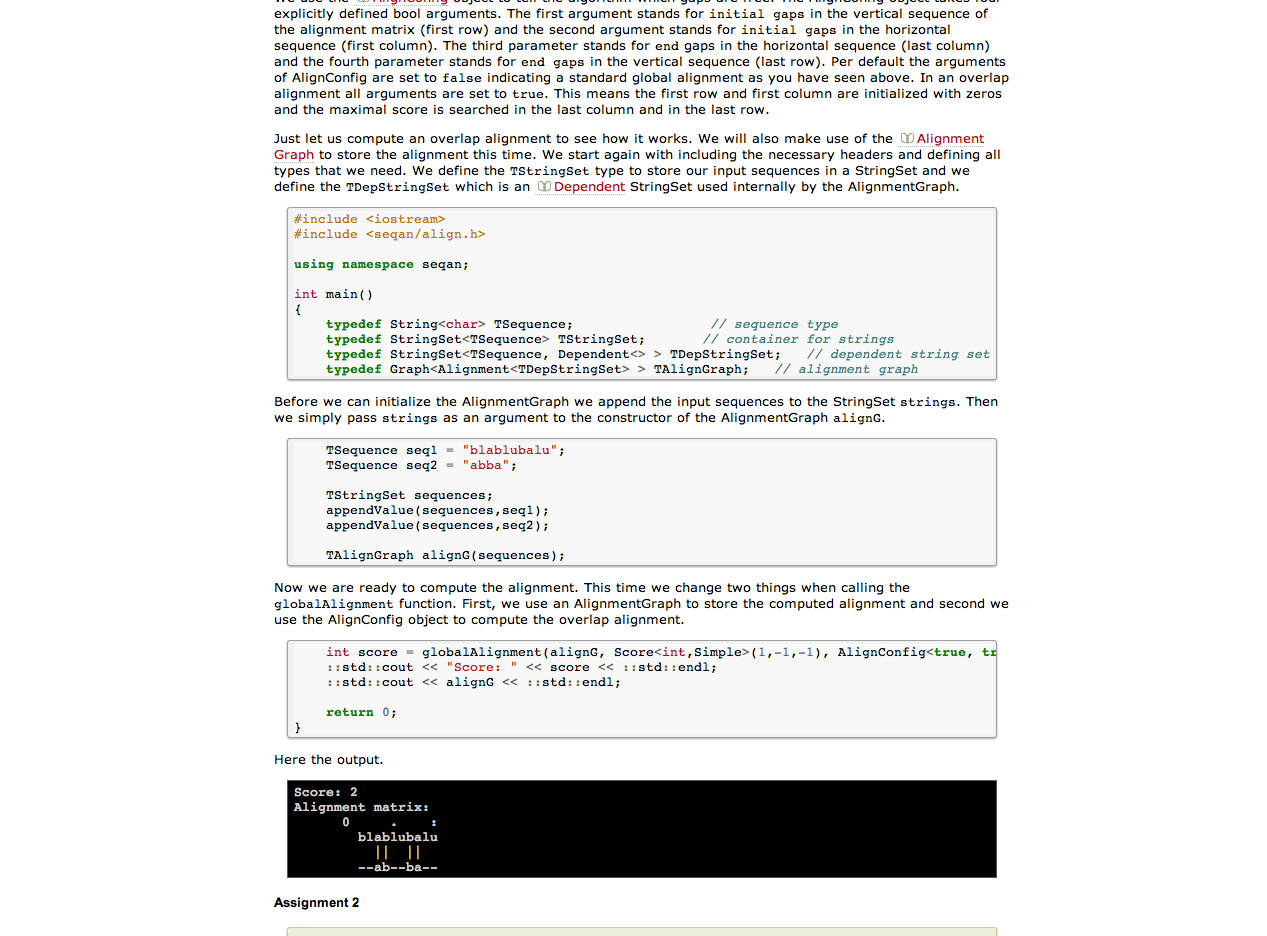 We use the AlignConfig object to tell the algorithm which gaps are free. The AlignConfig object takes four
explicitly defined bool arguments. The first argument stands for initial gaps in the vertical sequence of
the alignment matrix (first row) and the second argument stands for initial gaps in the horizontal
sequence (first column). The third parameter stands for end gaps in the horizontal sequence (last column)
and the fourth parameter stands for end gaps in the vertical sequence (last row). Per default the arguments
of AlignConfig are set to false indicating a standard global alignment as you have seen above. In an overlap
alignment all arguments are set to true. This means the first row and first column are initialized with zeros
and the maximal score is searched in the last column and in the last row.
Just let us compute an overlap alignment to see how it works. We will also make use of the Alignment
Graph to store the alignment this time. We start again with including the necessary headers and defining all
types that we need. We define the TStringSet type to store our input sequences in a StringSet and we
define the TDepStringSet which is an Dependent StringSet used internally by the AlignmentGraph.
#include <iostream>
#include <seqan/align.h>
using namespace seqan;
int main()
{
typedef String<char> TSequence; // sequence type
typedef StringSet<TSequence> TStringSet; // container for strings
typedef StringSet<TSequence, Dependent<> > TDepStringSet; // dependent string set
typedef Graph<Alignment<TDepStringSet> > TAlignGraph; // alignment graph
Before we can initialize the AlignmentGraph we append the input sequences to the StringSet strings. Then
we simply pass strings as an argument to the constructor of the AlignmentGraph alignG.
TSequence seq1 = "blablubalu";
TSequence seq2 = "abba";
TStringSet sequences;
appendValue(sequences,seq1);
appendValue(sequences,seq2);
TAlignGraph alignG(sequences);
Now we are ready to compute the alignment. This time we change two things when calling the
globalAlignment function. First, we use an AlignmentGraph to store the computed alignment and second we
use the AlignConfig object to compute the overlap alignment.
int score = globalAlignment(alignG, Score<int,Simple>(1,-1,-1), AlignConfig<true, tr
::std::cout << "Score: " << score << ::std::endl;
::std::cout << alignG << ::std::endl;
return 0;
}
Here the output.
Score: 2
Alignment matrix:
0 . :
blablubalu
|| ||
--ab--ba--
Assignment 2